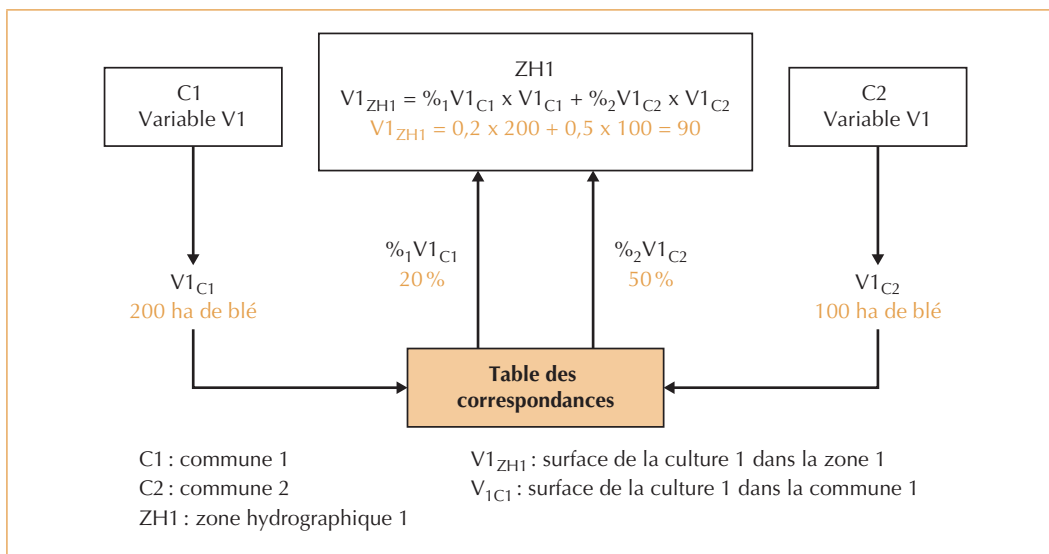 C1
Variable V1
ZH1
V1ZH1 = %1V1C1 x V1C1 + %2V1C2 x V1C2
V1ZH1 = 0,2 x 200 + 0,5 x 100 = 90
C2
Variable V1
%1V1C1
20 %
%2V1C2
50 %
V1C1
200 ha de blé
V1C2
100 ha de blé
Table des
correspondances
C1 : commune 1
C2 : commune 2
ZH1 : zone hydrographique 1
V1ZH1 : surface de la culture 1 dans la zone 1
V1C1 : surface de la culture 1 dans la commune 1